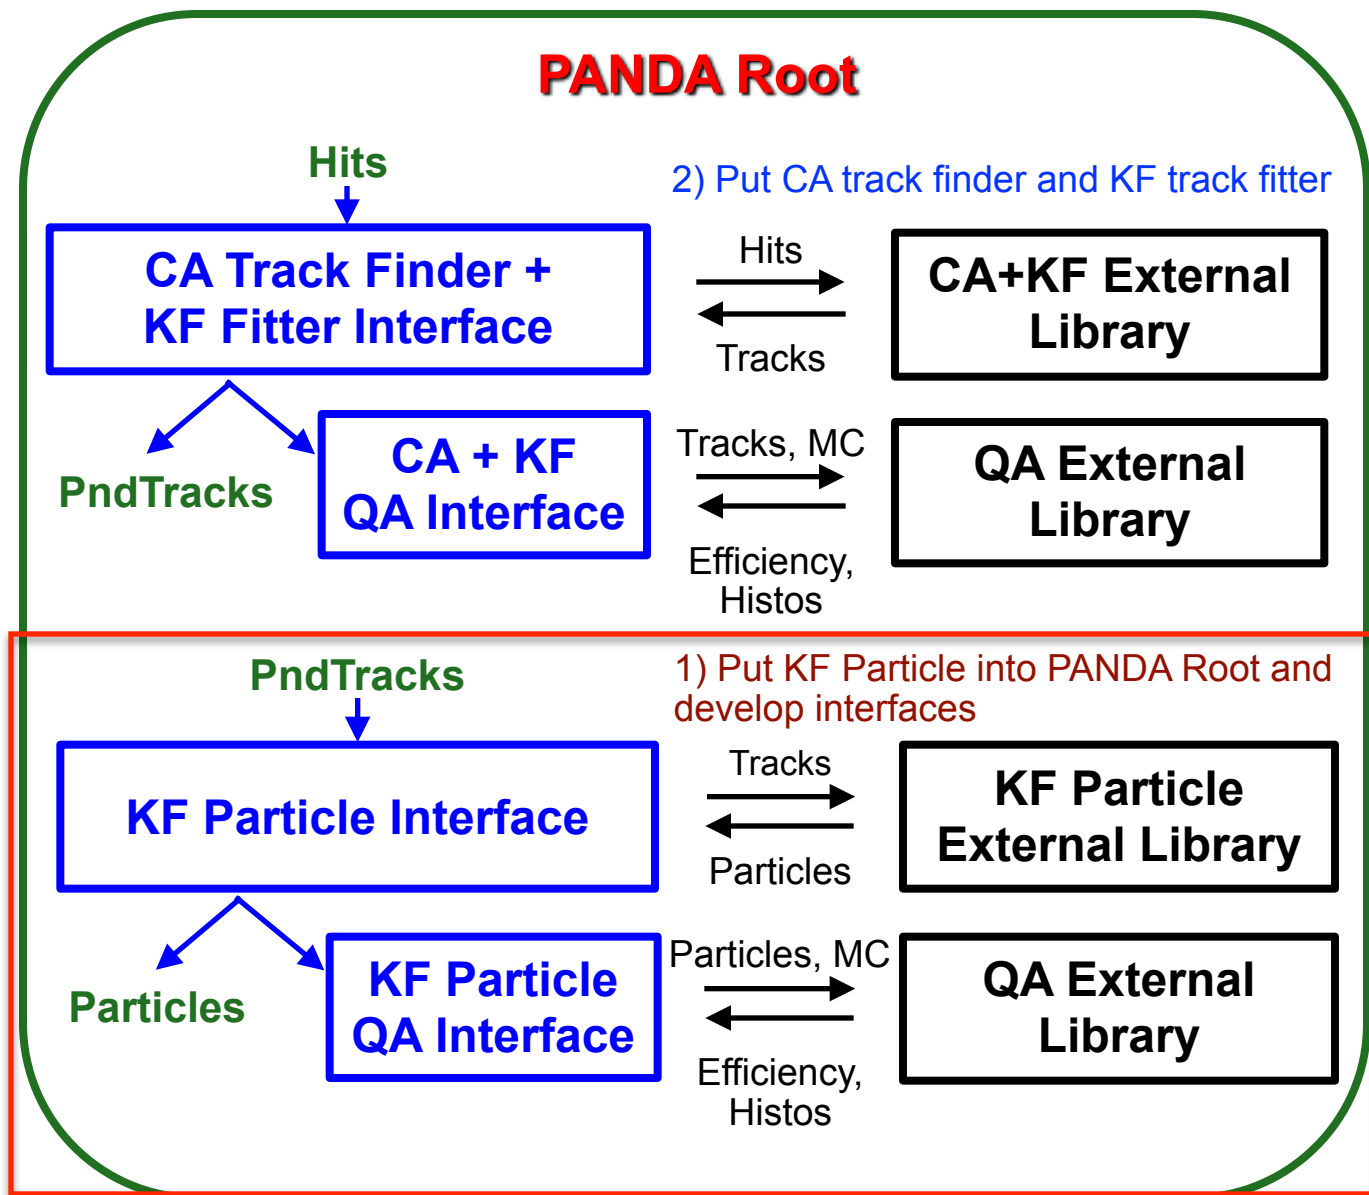 PANDA Root
Hits
2) Put CA track finder and KF track fitter
CA Track Finder +
KF Fitter Interface
Hits
Tracks
CA+KF External
Library
PndTracks
CA + KF
QA Interface
Tracks, MC
Efficiency,
Histos
QA External
Library
PndTracks
1) Put KF Particle into PANDA Root and
develop interfaces
KF Particle Interface
Tracks
Particles
KF Particle
External Library
Particles
KF Particle
QA Interface
Particles, MC
Efficiency,
Histos
QA External
Library